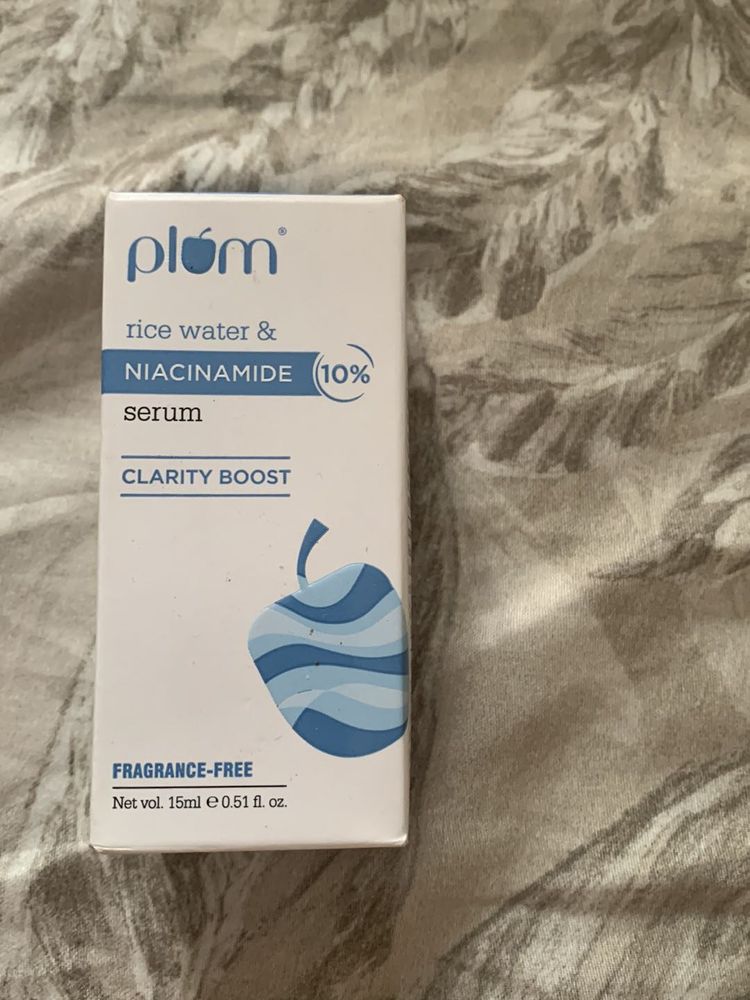 plum®
rice water &
NIACINAMIDE 10%
serum
CLARITY BOOST
FRAGRANCE-FREE
Net vol. 15ml ℮ 0.51 fl. oz.